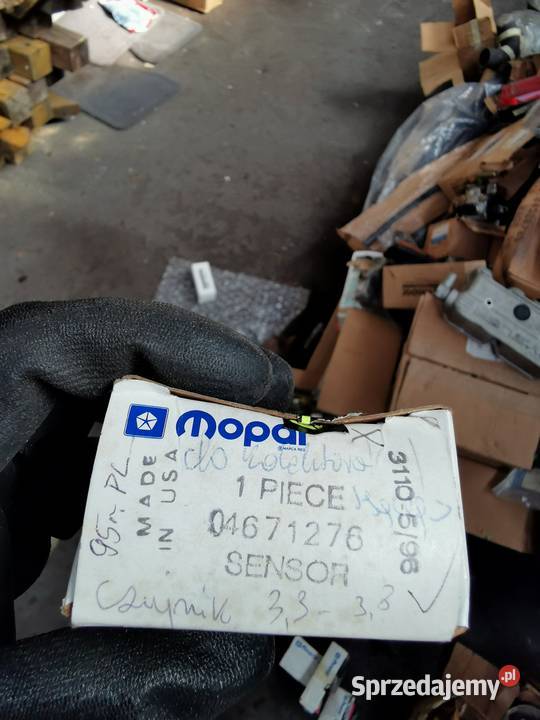 Mopar
MADE IN USA
do
1 PIECE
04671276
SENSOR
3110 5/96
95r. PL
Czujnik 3,3 - 3,8
Sprzedajemy.pl